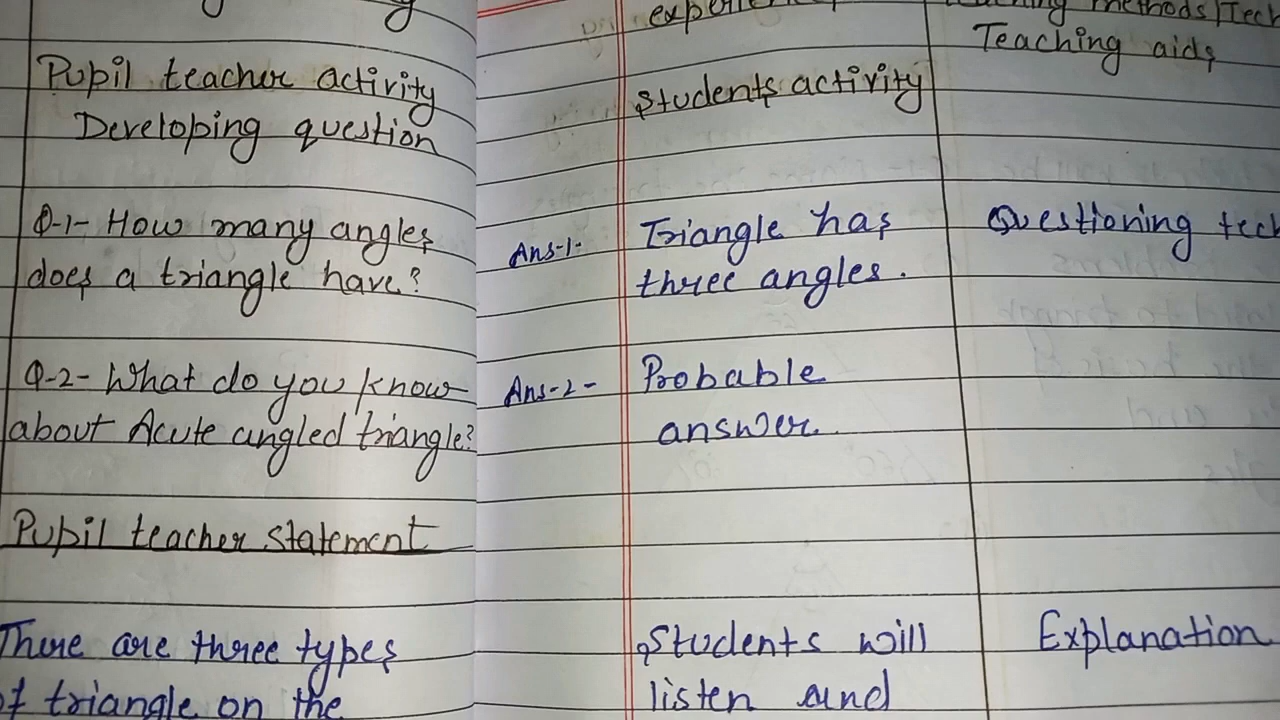 Teaching aids
Pupil teacher activity
Developing question
Students activity
Q-1- How many angles
does a triangle have?
Ans-1- Triangle has
three angles.
Questioning tech
Q-2- What do you know
about Acute angled triangle?
Ans-2- Probable
answer.
Pupil teacher statement
There are three types
of triangle on the
Students will
listen and
Explanation